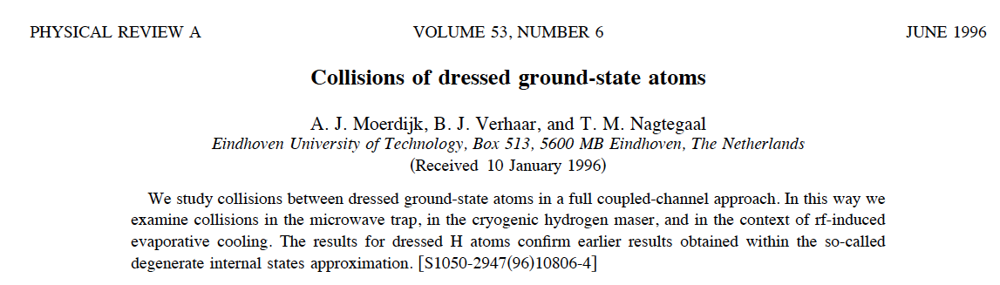 PHYSICAL REVIEW A VOLUME 53, NUMBER 6 JUNE 1996
Collisions of dressed ground-state atoms
A. J. Moerdijk, B. J. Verhaar, and T. M. Nagtegaal
Eindhoven University of Technology, Box 513, 5600 MB Eindhoven, The Netherlands
(Received 10 January 1996)
We study collisions between dressed ground-state atoms in a full coupled-channel approach. In this way we
examine collisions in the microwave trap, in the cryogenic hydrogen maser, and in the context of rf-induced
evaporative cooling. The results for dressed H atoms confirm earlier results obtained within the so-called
degenerate internal states approximation. [S1050-2947(96)10806-4]